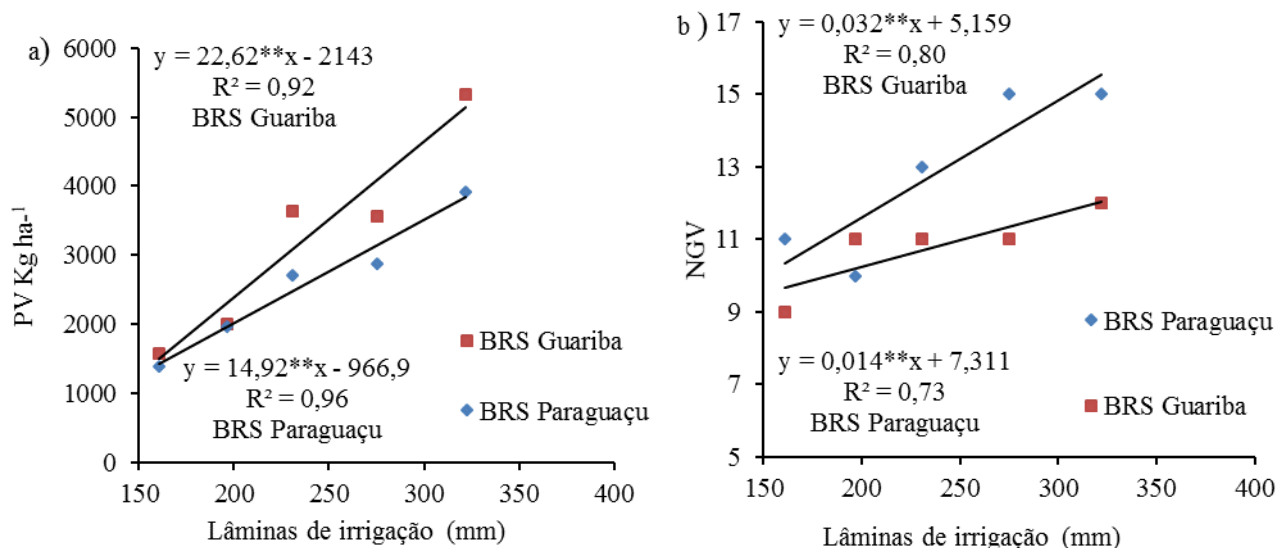 a)
y = 22,62**x - 2143
R² = 0,92
BRS Guariba
6000
5000
4000
3000
2000
1000
0
PV Kg ha-¹
BRS Guariba
BRS Paraguaçu
y = 14,92**x - 966,9
R² = 0,96
BRS Paraguaçu
150 200 250 300 350 400
Lâminas de irrigação (mm)
b)
y = 0,032**x + 5,159
R² = 0,80
BRS Guariba
17
15
13
11
9
7
5
NGV
BRS Paraguaçu
BRS Guariba
y = 0,014**x + 7,311
R² = 0,73
BRS Paraguaçu
150 200 250 300 350 400
Lâminas de irrigação (mm)